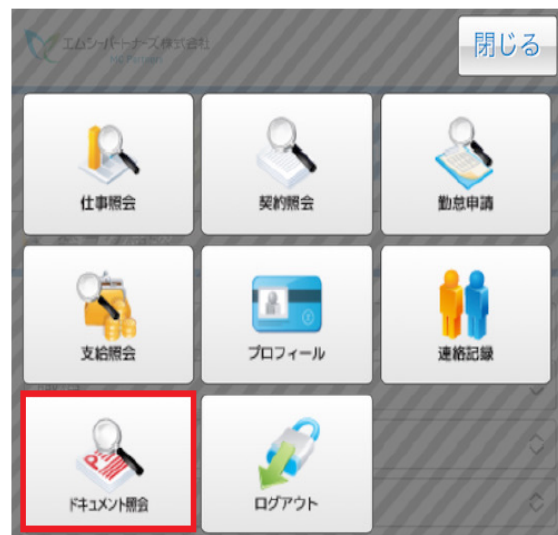 エムシーパートナーズ株式会社
MC Partners
閉じる
仕事照会
契約照会
勤怠申請
支給照会
プロフィール
連絡記録
ドキュメント照会
ログアウト